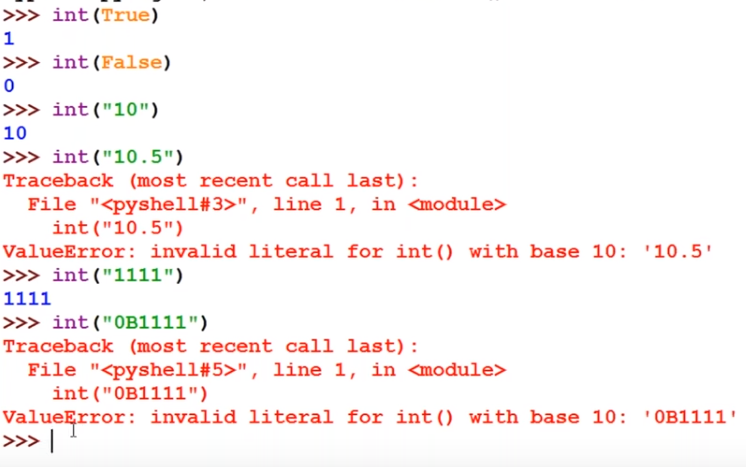 >>> int(True)
1
>>> int(False)
0
>>> int("10")
10
>>> int("10.5")
Traceback (most recent call last):
  File "<pyshell#3>", line 1, in <module>
    int("10.5")
ValueError: invalid literal for int() with base 10: '10.5'
>>> int("1111")
1111
>>> int("0B1111")
Traceback (most recent call last):
  File "<pyshell#5>", line 1, in <module>
    int("0B1111")
ValueError: invalid literal for int() with base 10: '0B1111'
>>>